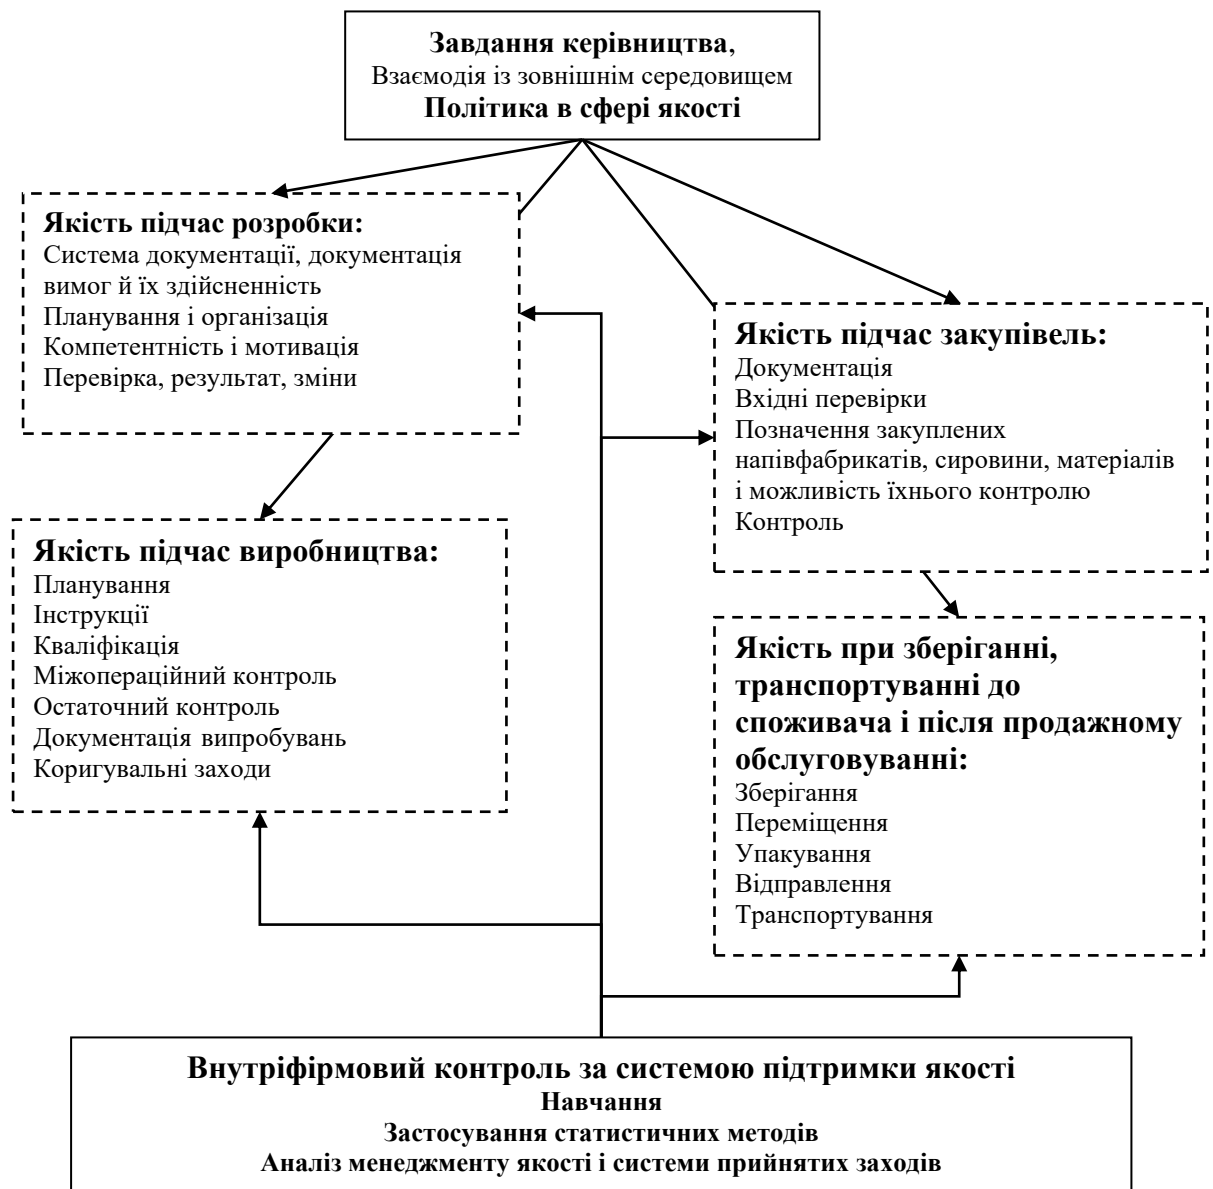 Завдання керівництва,
Взаємодія із зовнішнім середовищем
Політика в сфері якості
Якість підчас розробки:
Система документації, документація
вимог й їх здійсненність
Планування і організація
Компетентність і мотивація
Перевірка, результат, зміни
Якість підчас закупівель:
Документація
Вхідні перевірки
Позначення закуплених
напівфабрикатів, сировини, матеріалів
і можливість їхнього контролю
Контроль
Якість підчас виробництва:
Планування
Інструкції
Кваліфікація
Міжопераційний контроль
Остаточний контроль
Документація випробувань
Коригувальні заходи
Якість при зберіганні,
транспортуванні до
споживача і після продажному
обслуговуванні:
Зберігання
Переміщення
Упакування
Відправлення
Транспортування
Внутріфірмовий контроль за системою підтримки якості
Навчання
Застосування статистичних методів
Аналіз менеджменту якості і системи прийнятих заходів